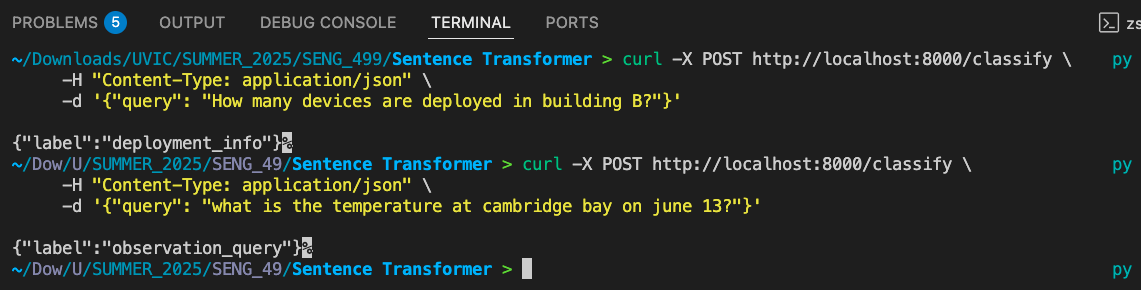 PROBLEMS 5 OUTPUT DEBUG CONSOLE TERMINAL PORTS zs
~/Downloads/UVIC/SUMMER_2025/SENG_499/Sentence Transformer > curl -X POST http://localhost:8000/classify \ py
-H "Content-Type: application/json" \
-d '{"query": "How many devices are deployed in building B?"}'
{"label":"deployment_info"}%
~/Dow/U/SUMMER_2025/SENG_49/Sentence Transformer > curl -X POST http://localhost:8000/classify \ py
-H "Content-Type: application/json" \
-d '{"query": "what is the temperature at cambridge bay on june 13?"}'
{"label":"observation_query"}%
~/Dow/U/SUMMER_2025/SENG_49/Sentence Transformer > py